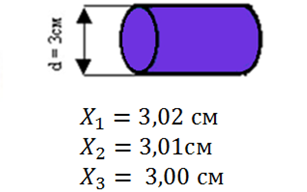 d = 3см
X₁ = 3,02 см
X₂ = 3,01см
X₃ = 3,00 см